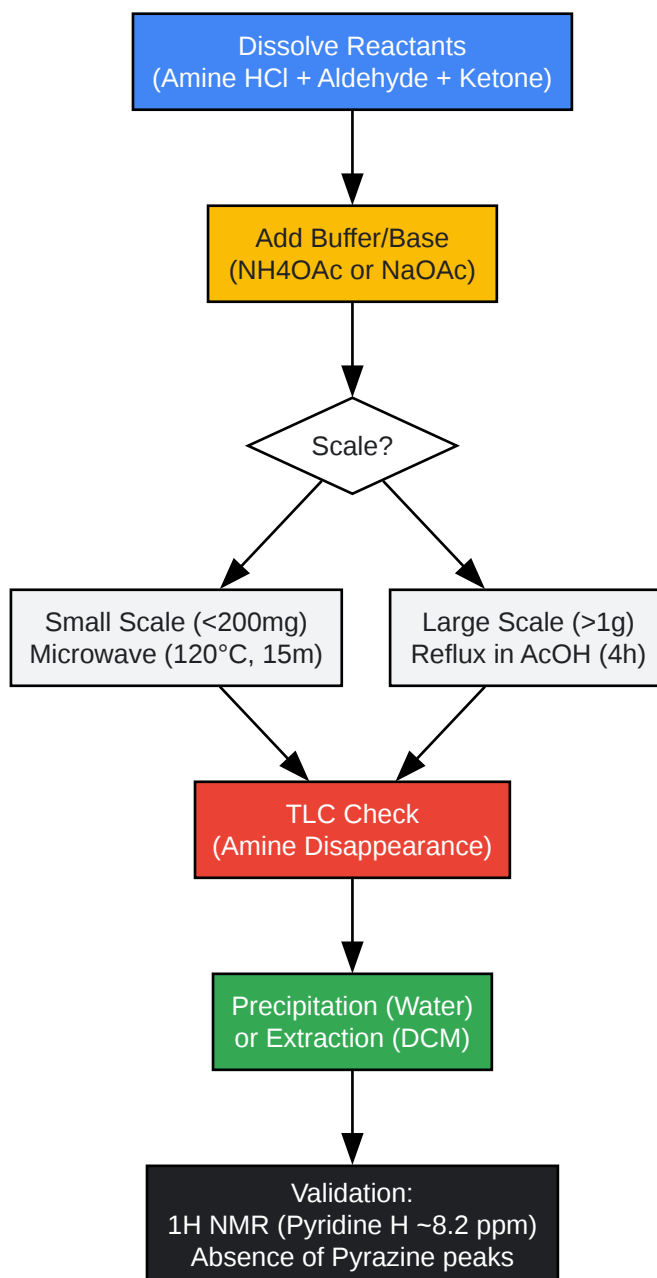 Dissolve Reactants
(Amine HCl + Aldehyde + Ketone)
Add Buffer/Base
(NH4OAc or NaOAc)
Scale?
Small Scale (<200mg)
Microwave (120°C, 15m)
Large Scale (>1g)
Reflux in AcOH (4h)
TLC Check
(Amine Disappearance)
Precipitation (Water)
or Extraction (DCM)
Validation:
1H NMR (Pyridine H ~8.2 ppm)
Absence of Pyrazine peaks